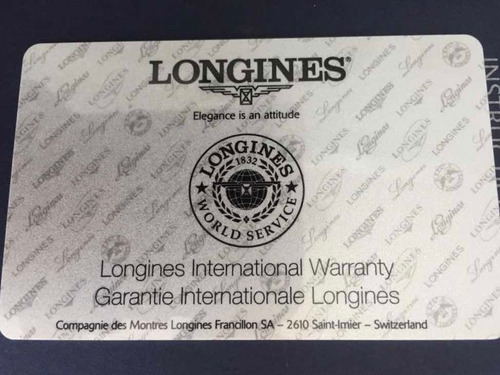 LONGINES®
Elegance is an attitude
LONGINES
1832
WORLD SERVICE
Longines International Warranty
Garantie Internationale Longines
Compagnie des Montres Longines Francillon SA – 2610 Saint-Imier – Switzerland